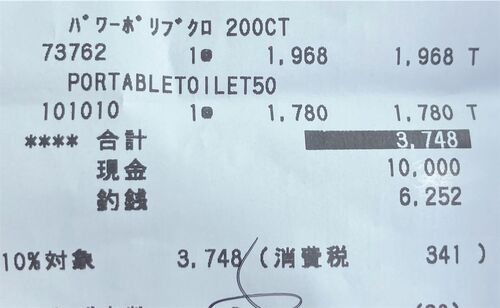 ﾊﾟﾜｰﾎﾟﾘﾌﾞｸﾛ 200CT
73762 1⦿ 1,968 1,968 T
PORTABLETOILET50
101010 1⦿ 1,780 1,780 T
**** 合計 3,748
現金 10,000
釣銭 6,252
10%対象 3,748 (消費税 341)